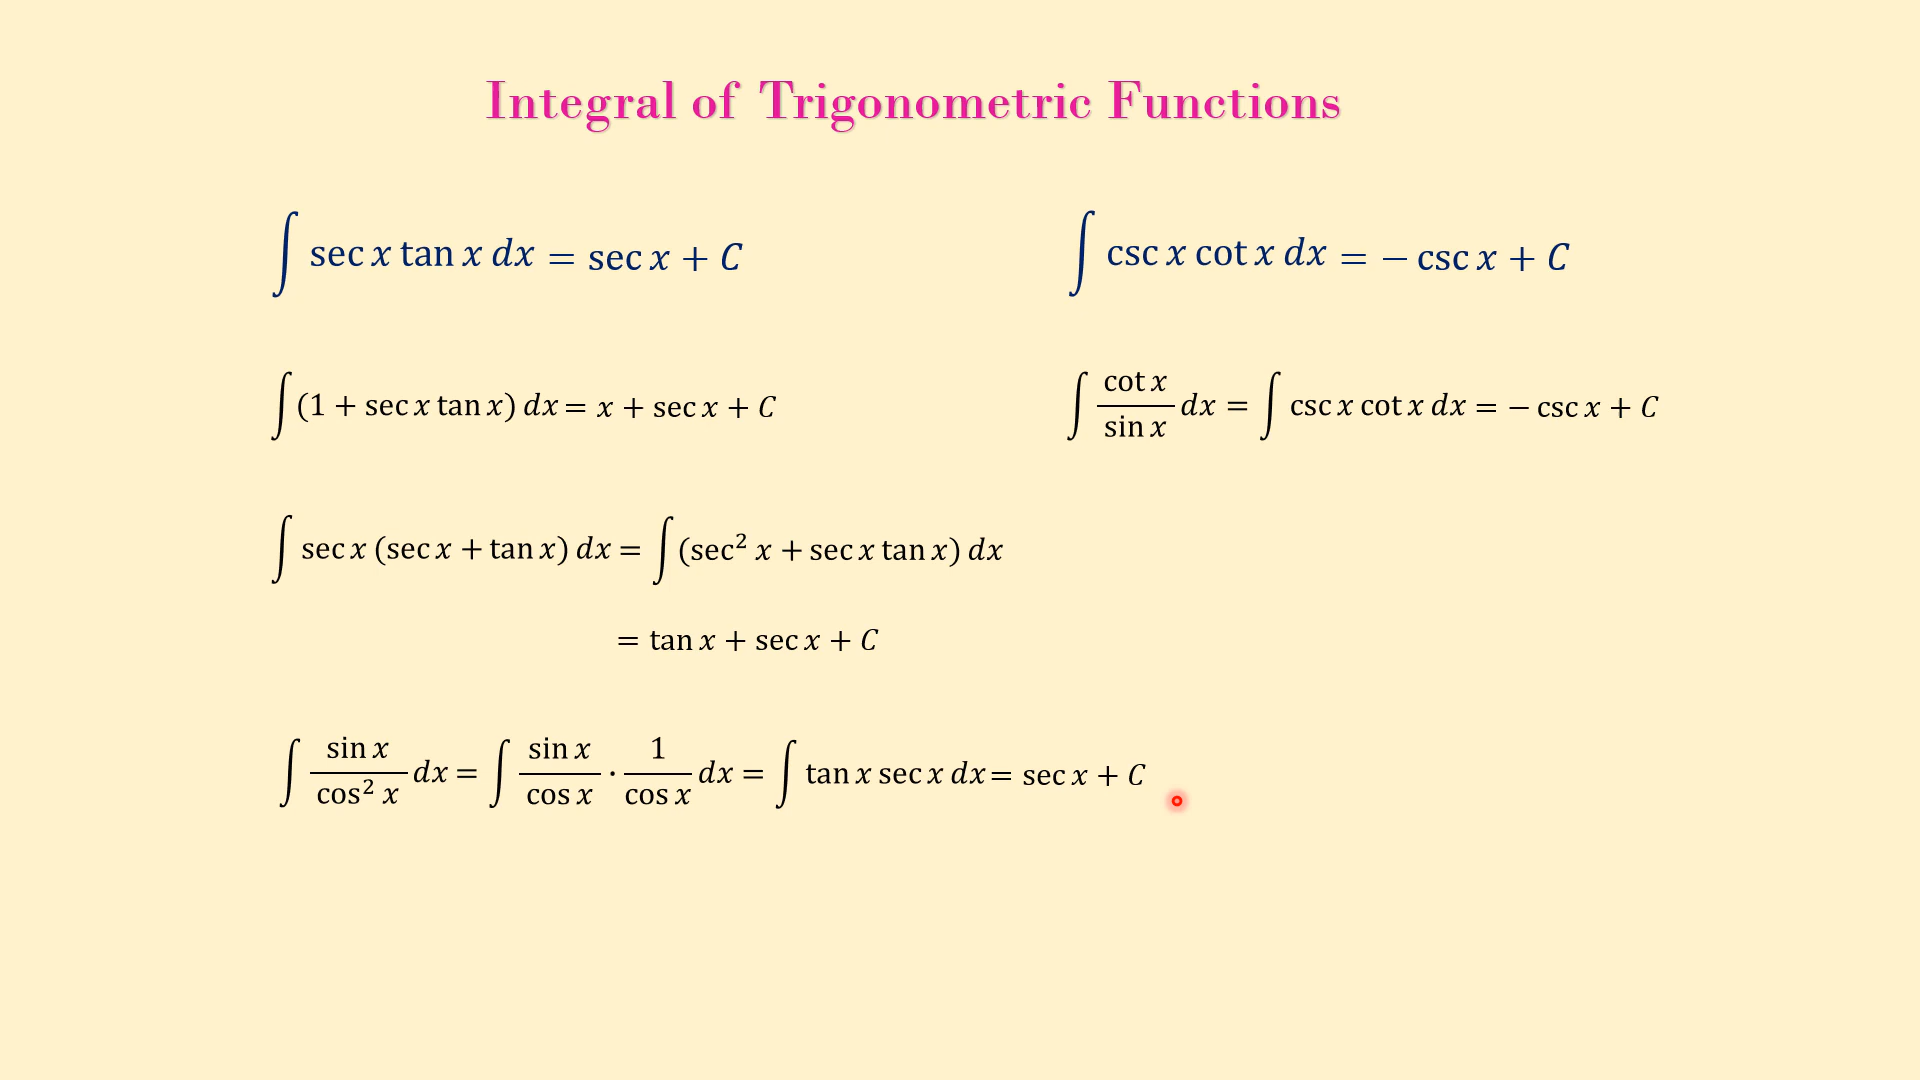 Integral of Trigonometric Functions
∫ sec x tan x dx = sec x + C
∫ csc x cot x dx = − csc x + C
∫ (1 + sec x tan x) dx = x + sec x + C
∫ cot x / sin x dx = ∫ csc x cot x dx = − csc x + C
∫ sec x (sec x + tan x) dx = ∫ (sec² x + sec x tan x) dx
= tan x + sec x + C
∫ sin x / cos² x dx = ∫ sin x / cos x · 1 / cos x dx = ∫ tan x sec x dx = sec x + C